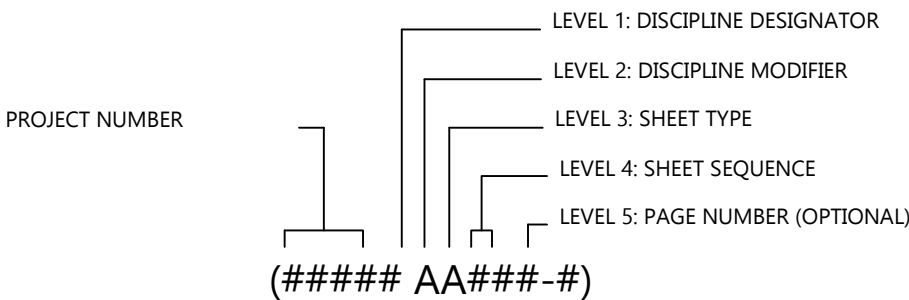 LEVEL 1: DISCIPLINE DESIGNATOR
LEVEL 2: DISCIPLINE MODIFIER
PROJECT NUMBER
LEVEL 3: SHEET TYPE
LEVEL 4: SHEET SEQUENCE
LEVEL 5: PAGE NUMBER (OPTIONAL)
(##### AA###-#)